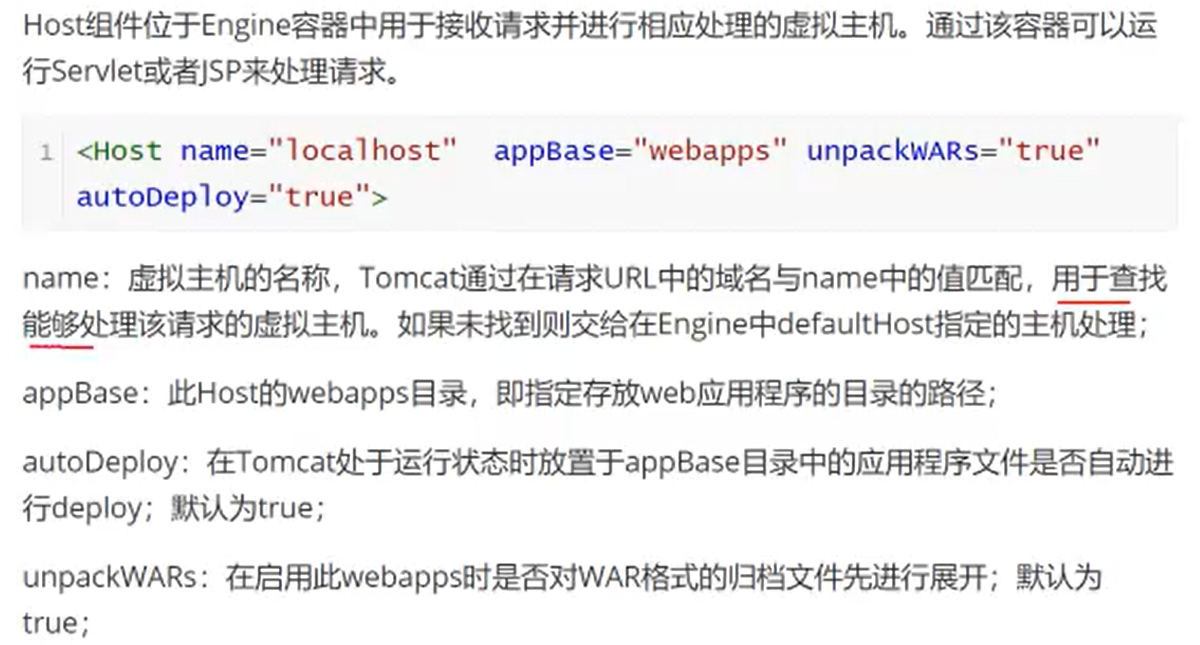 Host组件位于Engine容器中用于接收请求并进行相应处理的虚拟主机。通过该容器可以运
行Servlet或者JSP来处理请求。
1 <Host name="localhost"  appBase="webapps" unpackWARs="true"
autoDeploy="true">
name：虚拟主机的名称，Tomcat通过在请求URL中的域名与name中的值匹配，用于查找
能够处理该请求的虚拟主机。如果未找到则交给在Engine中defaultHost指定的主机处理；
appBase：此Host的webapps目录，即指定存放web应用程序的目录的路径；
autoDeploy：在Tomcat处于运行状态时放置于appBase目录中的应用程序文件是否自动进
行deploy；默认为true；
unpackWARs：在启用此webapps时是否对WAR格式的归档文件先进行展开；默认为
true；